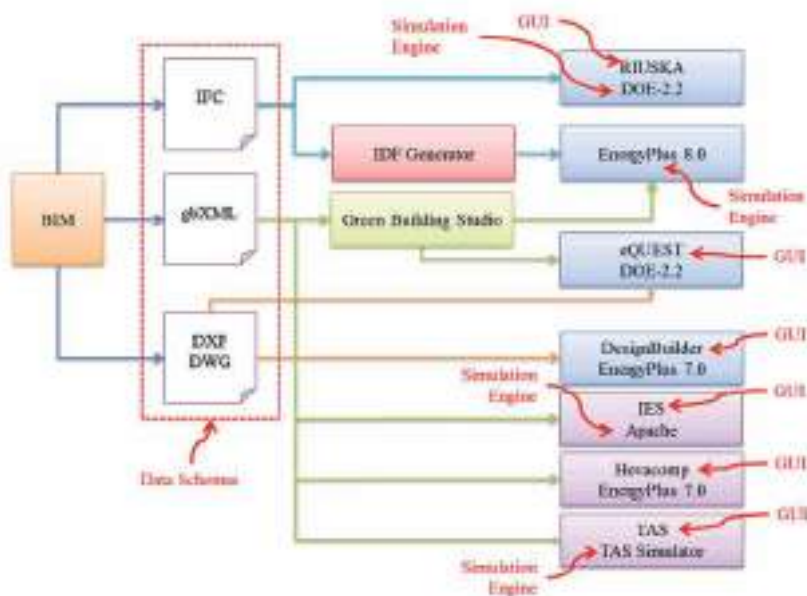 GUI
Simulation
Engine
RIUSKA
DOE-2.2
IFC
IDF Generator
EnergyPlus 8.0
Simulation
Engine
BIM
gbXML
Green Building Studio
eQUEST
DOE-2.2
GUI
DXF
DWG
GUI
DesignBuilder
EnergyPlus 7.0
Simulation
Engine
GUI
IES
Apache
Data Schemas
GUI
Hevacomp
EnergyPlus 7.0
GUI
TAS
TAS Simulator
Simulation
Engine